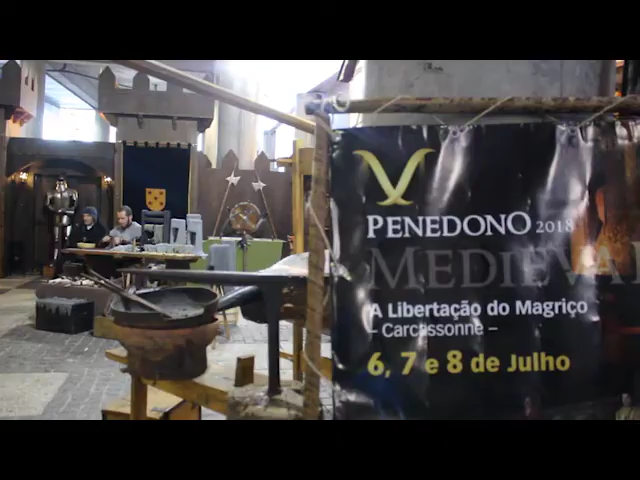 PENEDONO 2018
MEDIEVAL
A Libertação do Magriço
– Carcassonne –
6, 7 e 8 de Julho